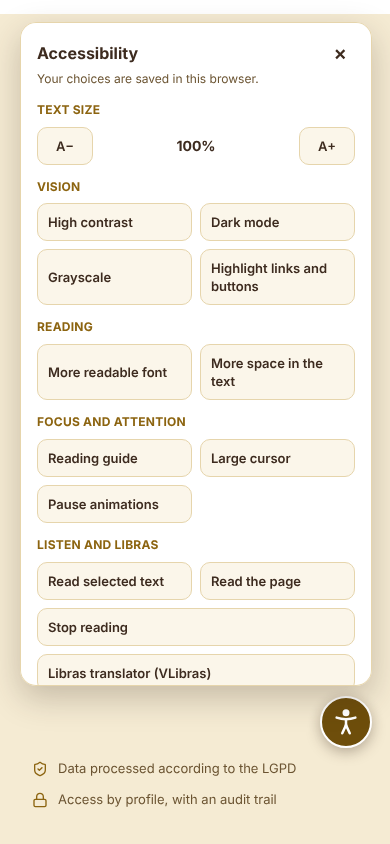 Accessibility ×
Your choices are saved in this browser.
TEXT SIZE
A− 100% A+
VISION
High contrast Dark mode
Grayscale Highlight links and
buttons
READING
More readable font More space in the
text
FOCUS AND ATTENTION
Reading guide Large cursor
Pause animations
LISTEN AND LIBRAS
Read selected text Read the page
Stop reading
Libras translator (VLibras)
Data processed according to the LGPD
Access by profile, with an audit trail